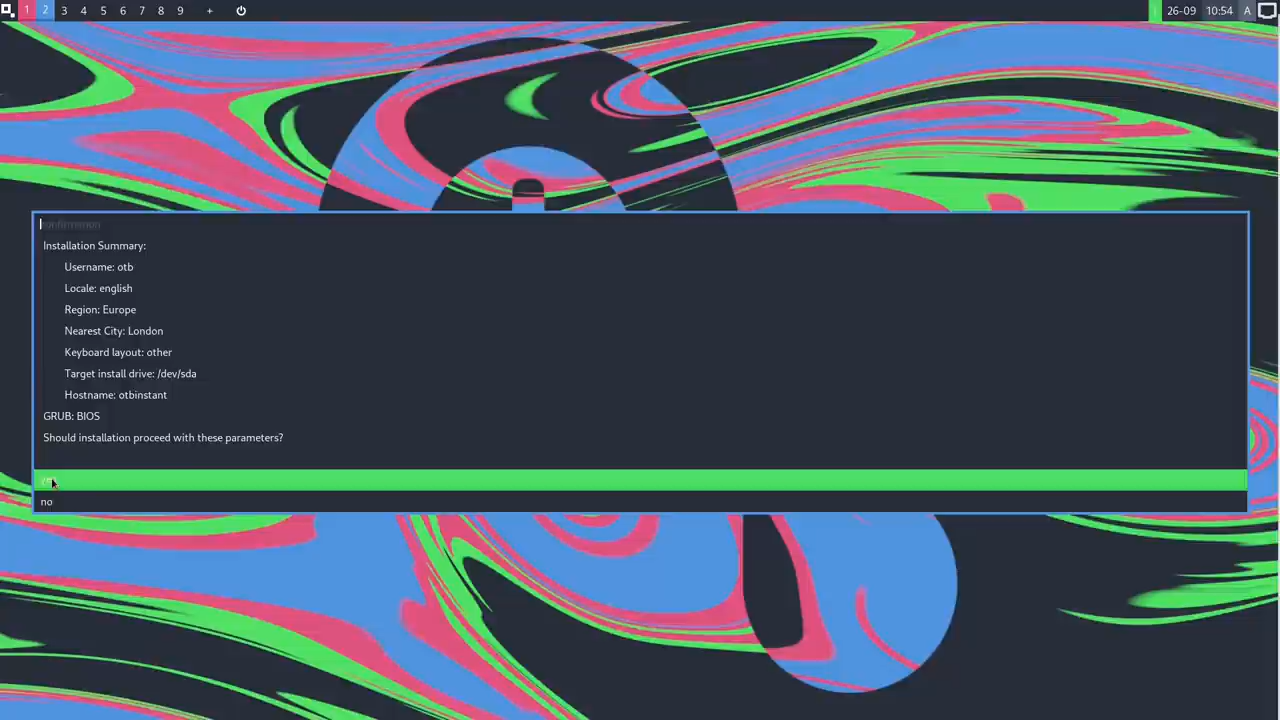 1 2 3 4 5 6 7 8 9 + 26-09 10:54 A
confirmation
Installation Summary:
Username: otb
Locale: english
Region: Europe
Nearest City: London
Keyboard layout: other
Target install drive: /dev/sda
Hostname: otbinstant
GRUB: BIOS
Should installation proceed with these parameters?
no